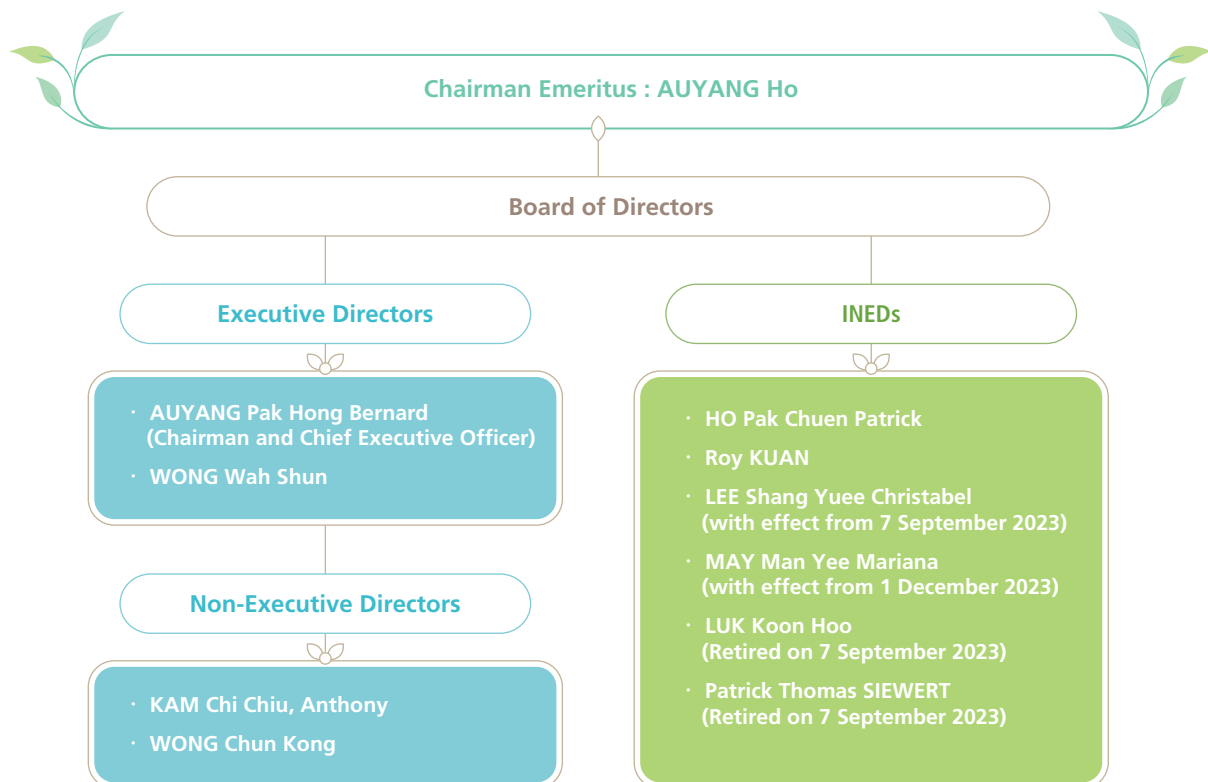 Chairman Emeritus : AUYANG Ho
Board of Directors
Executive Directors
· AUYANG Pak Hong Bernard
(Chairman and Chief Executive Officer)
· WONG Wah Shun
Non-Executive Directors
· KAM Chi Chiu, Anthony
· WONG Chun Kong
INEDs
· HO Pak Chuen Patrick
· Roy KUAN
· LEE Shang Yuee Christabel
(with effect from 7 September 2023)
· MAY Man Yee Mariana
(with effect from 1 December 2023)
· LUK Koon Hoo
(Retired on 7 September 2023)
· Patrick Thomas SIEWERT
(Retired on 7 September 2023)